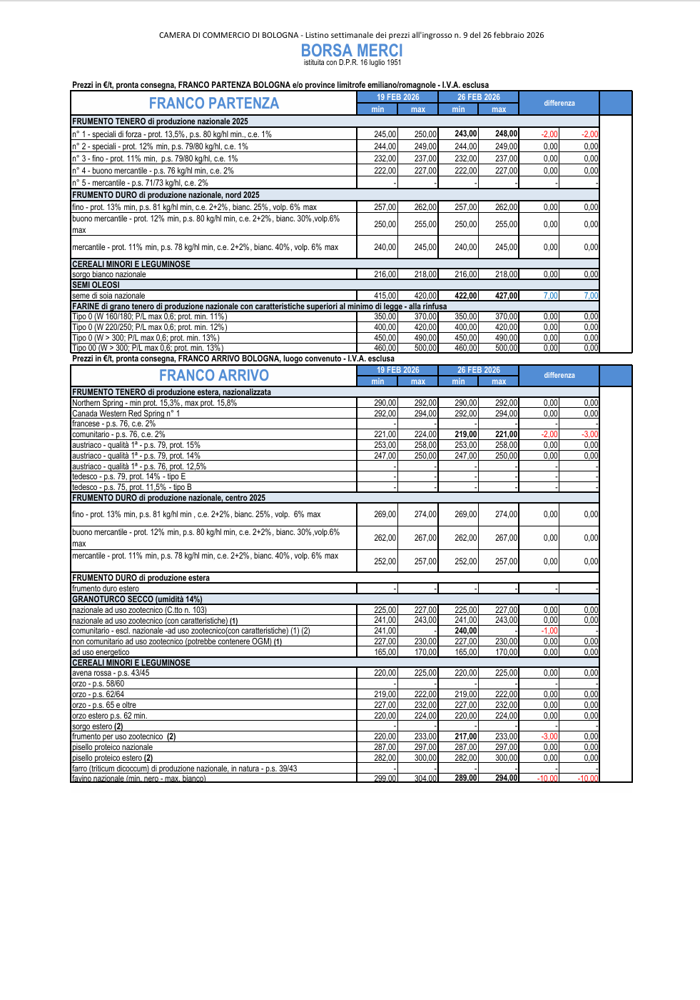 CAMERA DI COMMERCIO DI BOLOGNA - Listino settimanale dei prezzi all'ingrosso n. 9 del 26 febbraio 2026
BORSA MERCI
istituita con D.P.R. 16 luglio 1951
Prezzi in €/t, pronta consegna, FRANCO PARTENZA BOLOGNA e/o province limitrofe emiliano/romagnole - I.V.A. esclusa
FRANCO PARTENZA 19 FEB 2026 26 FEB 2026 differenza
min max min max
FRUMENTO TENERO di produzione nazionale 2025
n° 1 - speciali di forza - prot. 13,5%, p.s. 80 kg/hl min., c.e. 1% 245,00 250,00 243,00 248,00 -2,00 -2,00
n° 2 - speciali - prot. 12% min, p.s. 79/80 kg/hl, c.e. 1% 244,00 249,00 244,00 249,00 0,00 0,00
n° 3 - fino - prot. 11% min, p.s. 79/80 kg/hl, c.e. 1% 232,00 237,00 232,00 237,00 0,00 0,00
n° 4 - buono mercantile - p.s. 76 kg/hl min, c.e. 2% 222,00 227,00 222,00 227,00 0,00 0,00
n° 5 - mercantile - p.s. 71/73 kg/hl, c.e. 2% - - - - - -
FRUMENTO DURO di produzione nazionale, nord 2025
fino - prot. 13% min, p.s. 81 kg/hl min, c.e. 2+2%, bianc. 25%, volp. 6% max 257,00 262,00 257,00 262,00 0,00 0,00
buono mercantile - prot. 12% min, p.s. 80 kg/hl min, c.e. 2+2%, bianc. 30%,volp.6%
max 250,00 255,00 250,00 255,00 0,00 0,00
mercantile - prot. 11% min, p.s. 78 kg/hl min, c.e. 2+2%, bianc. 40%, volp. 6% max 240,00 245,00 240,00 245,00 0,00 0,00
CEREALI MINORI E LEGUMINOSE
sorgo bianco nazionale 216,00 218,00 216,00 218,00 0,00 0,00
SEMI OLEOSI
seme di soia nazionale 415,00 420,00 422,00 427,00 7,00 7,00
FARINE di grano tenero di produzione nazionale con caratteristiche superiori al minimo di legge - alla rinfusa
Tipo 0 (W 160/180; P/L max 0,6; prot. min. 11%) 350,00 370,00 350,00 370,00 0,00 0,00
Tipo 0 (W 220/250; P/L max 0,6; prot. min. 12%) 400,00 420,00 400,00 420,00 0,00 0,00
Tipo 0 (W > 300; P/L max 0,6; prot. min. 13%) 450,00 490,00 450,00 490,00 0,00 0,00
Tipo 00 (W > 300; P/L max 0,6; prot. min. 13%) 460,00 500,00 460,00 500,00 0,00 0,00
Prezzi in €/t, pronta consegna, FRANCO ARRIVO BOLOGNA, luogo convenuto - I.V.A. esclusa
FRANCO ARRIVO 19 FEB 2026 26 FEB 2026 differenza
min max min max
FRUMENTO TENERO di produzione estera, nazionalizzata
Northern Spring - min prot. 15,3%, max prot. 15,8% 290,00 292,00 290,00 292,00 0,00 0,00
Canada Western Red Spring n° 1 292,00 294,00 292,00 294,00 0,00 0,00
francese - p.s. 76, c.e. 2% - - - - - -
comunitario - p.s. 76, c.e. 2% 221,00 224,00 219,00 221,00 -2,00 -3,00
austriaco - qualità 1ª - p.s. 79, prot. 15% 253,00 258,00 253,00 258,00 0,00 0,00
austriaco - qualità 1ª - p.s. 79, prot. 14% 247,00 250,00 247,00 250,00 0,00 0,00
austriaco - qualità 1ª - p.s. 76, prot. 12,5% - - - - - -
tedesco - p.s. 79, prot. 14% - tipo E - - - - - -
tedesco - p.s. 75, prot. 11,5% - tipo B - - - - - -
FRUMENTO DURO di produzione nazionale, centro 2025
fino - prot. 13% min, p.s. 81 kg/hl min , c.e. 2+2%, bianc. 25%, volp. 6% max 269,00 274,00 269,00 274,00 0,00 0,00
buono mercantile - prot. 12% min, p.s. 80 kg/hl min, c.e. 2+2%, bianc. 30%,volp.6%
max 262,00 267,00 262,00 267,00 0,00 0,00
mercantile - prot. 11% min, p.s. 78 kg/hl min, c.e. 2+2%, bianc. 40%, volp. 6% max 252,00 257,00 252,00 257,00 0,00 0,00
FRUMENTO DURO di produzione estera
frumento duro estero - - - - - -
GRANOTURCO SECCO (umidità 14%)
nazionale ad uso zootecnico (C.tto n. 103) 225,00 227,00 225,00 227,00 0,00 0,00
nazionale ad uso zootecnico (con caratteristiche) (1) 241,00 243,00 241,00 243,00 0,00 0,00
comunitario - escl. nazionale -ad uso zootecnico(con caratteristiche) (1) (2) 241,00 - 240,00 - -1,00 -
non comunitario ad uso zootecnico (potrebbe contenere OGM) (1) 227,00 230,00 227,00 230,00 0,00 0,00
ad uso energetico 165,00 170,00 165,00 170,00 0,00 0,00
CEREALI MINORI E LEGUMINOSE
avena rossa - p.s. 43/45 220,00 225,00 220,00 225,00 0,00 0,00
orzo - p.s. 58/60 - - - - - -
orzo - p.s. 62/64 219,00 222,00 219,00 222,00 0,00 0,00
orzo - p.s. 65 e oltre 227,00 232,00 227,00 232,00 0,00 0,00
orzo estero p.s. 62 min. 220,00 224,00 220,00 224,00 0,00 0,00
sorgo estero (2) - - - - - -
frumento per uso zootecnico (2) 220,00 233,00 217,00 233,00 -3,00 0,00
pisello proteico nazionale 287,00 297,00 287,00 297,00 0,00 0,00
pisello proteico estero (2) 282,00 300,00 282,00 300,00 0,00 0,00
farro (triticum dicoccum) di produzione nazionale, in natura - p.s. 39/43 - - - - - -
favino nazionale (min. nero - max. bianco) 299,00 304,00 289,00 294,00 -10,00 -10,00